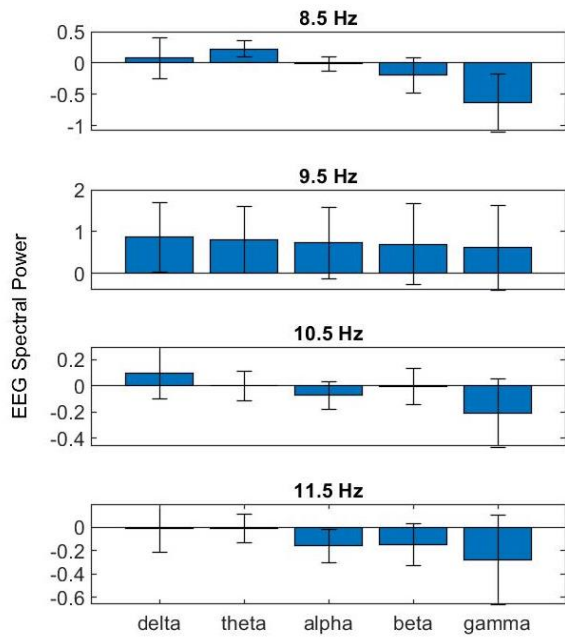 8.5 Hz
0.5
0
-0.5
-1
9.5 Hz
2
1
0
EEG Spectral Power
10.5 Hz
0.2
0
-0.2
-0.4
11.5 Hz
0
-0.2
-0.4
-0.6
delta theta alpha beta gamma